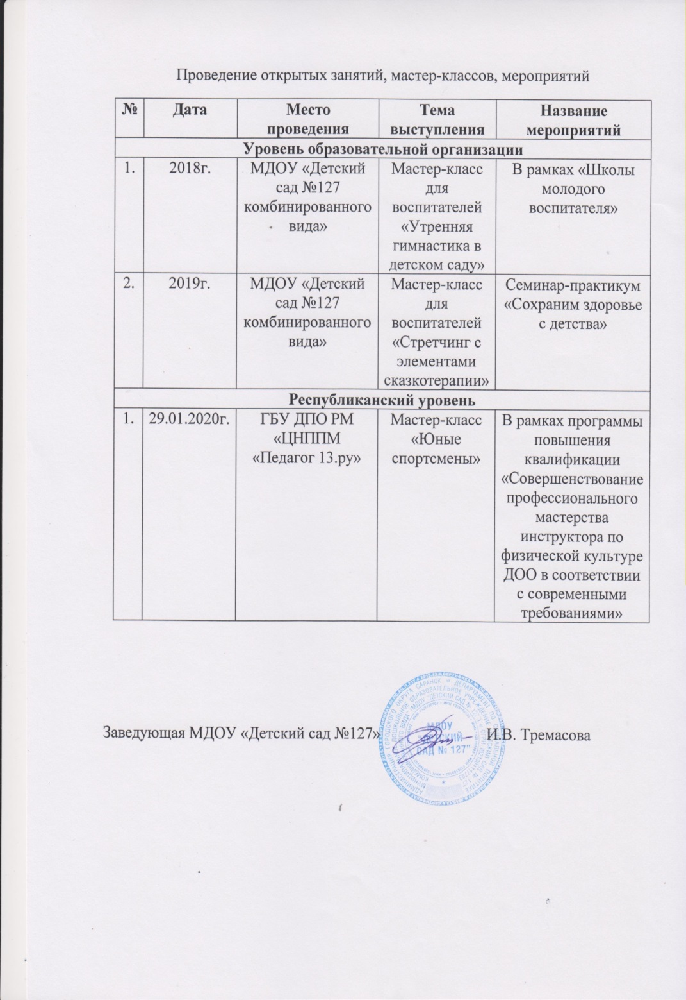 Проведение открытых занятий, мастер-классов, мероприятий
№ Дата Место Тема Название
проведения выступления мероприятий
Уровень образовательной организации
1. 2018г. МДОУ «Детский Мастер-класс В рамках «Школы
сад №127 для молодого
комбинированного воспитателей воспитателя»
вида» «Утренняя
гимнастика в
детском саду»
2. 2019г. МДОУ «Детский Мастер-класс Семинар-практикум
сад №127 для «Сохраним здоровье
комбинированного воспитателей с детства»
вида» «Стретчинг с
элементами
сказкотерапии»
Республиканский уровень
1. 29.01.2020г. ГБУ ДПО РМ Мастер-класс В рамках программы
«ЦНППМ «Юные повышения
«Педагог 13.ру» спортсмены» квалификации
«Совершенствование
профессионального
мастерства
инструктора по
физической культуре
ДОО в соответствии
с современными
требованиями»
Заведующая МДОУ «Детский сад №127» И.В. Тремасова
МДОУ
САД № 127"